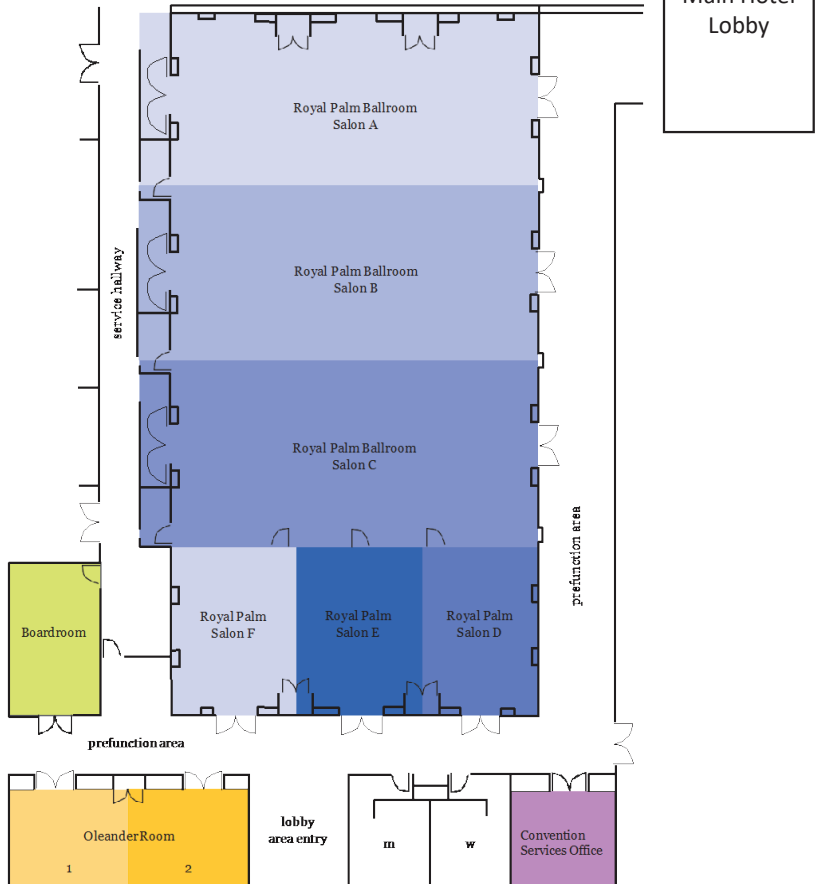 Main Hotel
Lobby
Royal Palm Ballroom
Salon A
Royal Palm Ballroom
Salon B
service hallway
Royal Palm Ballroom
Salon C
prefunction area
Boardroom
Royal Palm
Salon F
Royal Palm
Salon E
Royal Palm
Salon D
prefunction area
Oleander Room
1
2
lobby
area entry
m
w
Convention
Services Office